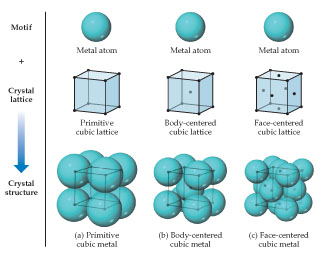 Motif
Metal atom
Metal atom
Metal atom
+
Crystal
lattice
Primitive
cubic lattice
Body-centered
cubic lattice
Face-centered
cubic lattice
Crystal
structure
(a) Primitive
cubic metal
(b) Body-centered
cubic metal
(c) Face-centered
cubic metal